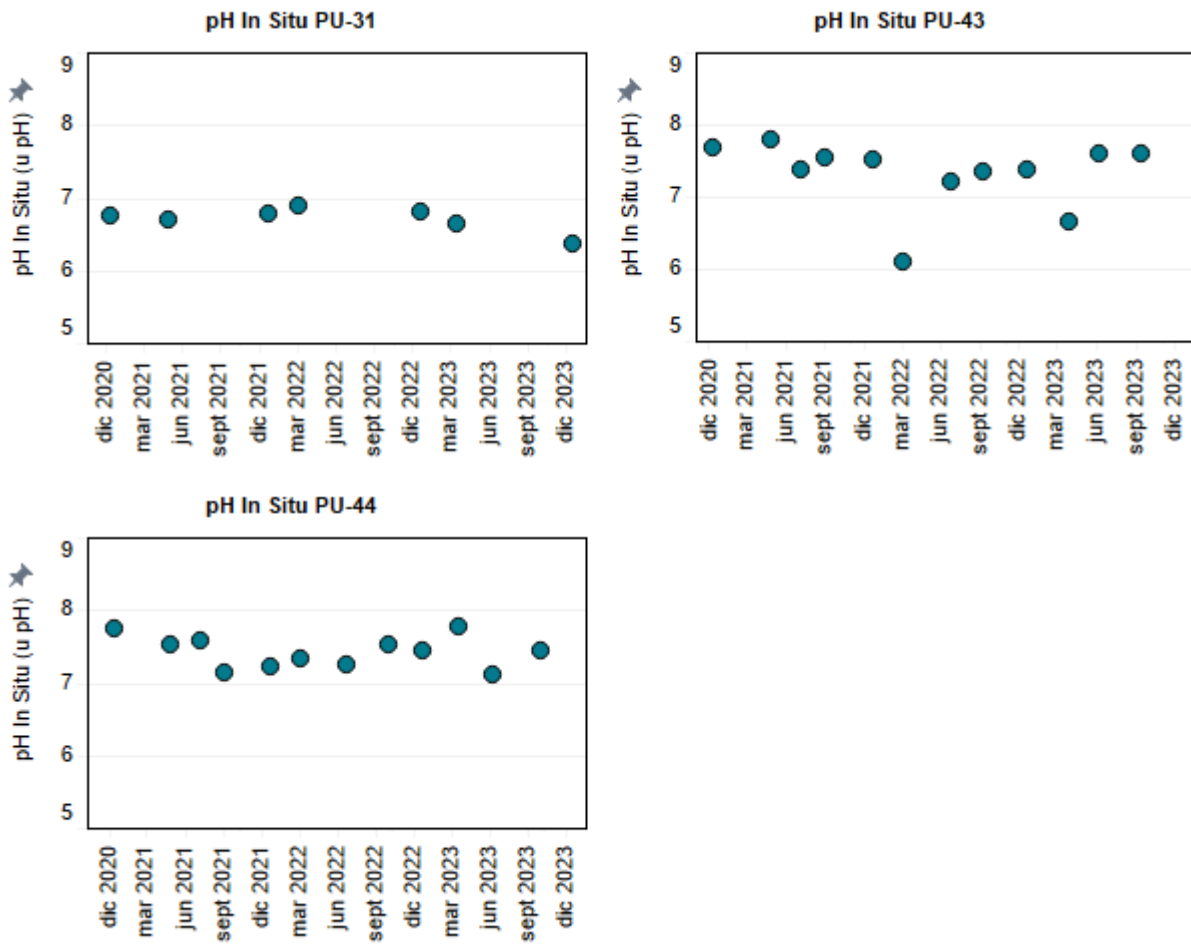 pH In Situ PU-31
pH In Situ (u pH)
9
8
7
6
5
dic 2020
mar 2021
jun 2021
sept 2021
dic 2021
mar 2022
jun 2022
sept 2022
dic 2022
mar 2023
jun 2023
sept 2023
dic 2023
pH In Situ PU-43
pH In Situ (u pH)
9
8
7
6
5
dic 2020
mar 2021
jun 2021
sept 2021
dic 2021
mar 2022
jun 2022
sept 2022
dic 2022
mar 2023
jun 2023
sept 2023
dic 2023
pH In Situ PU-44
pH In Situ (u pH)
9
8
7
6
5
dic 2020
mar 2021
jun 2021
sept 2021
dic 2021
mar 2022
jun 2022
sept 2022
dic 2022
mar 2023
jun 2023
sept 2023
dic 2023